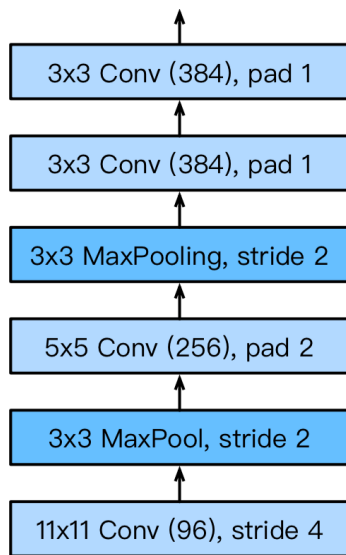 3x3 Conv (384), pad 1
3x3 Conv (384), pad 1
3x3 MaxPooling, stride 2
5x5 Conv (256), pad 2
3x3 MaxPool, stride 2
11x11 Conv (96), stride 4